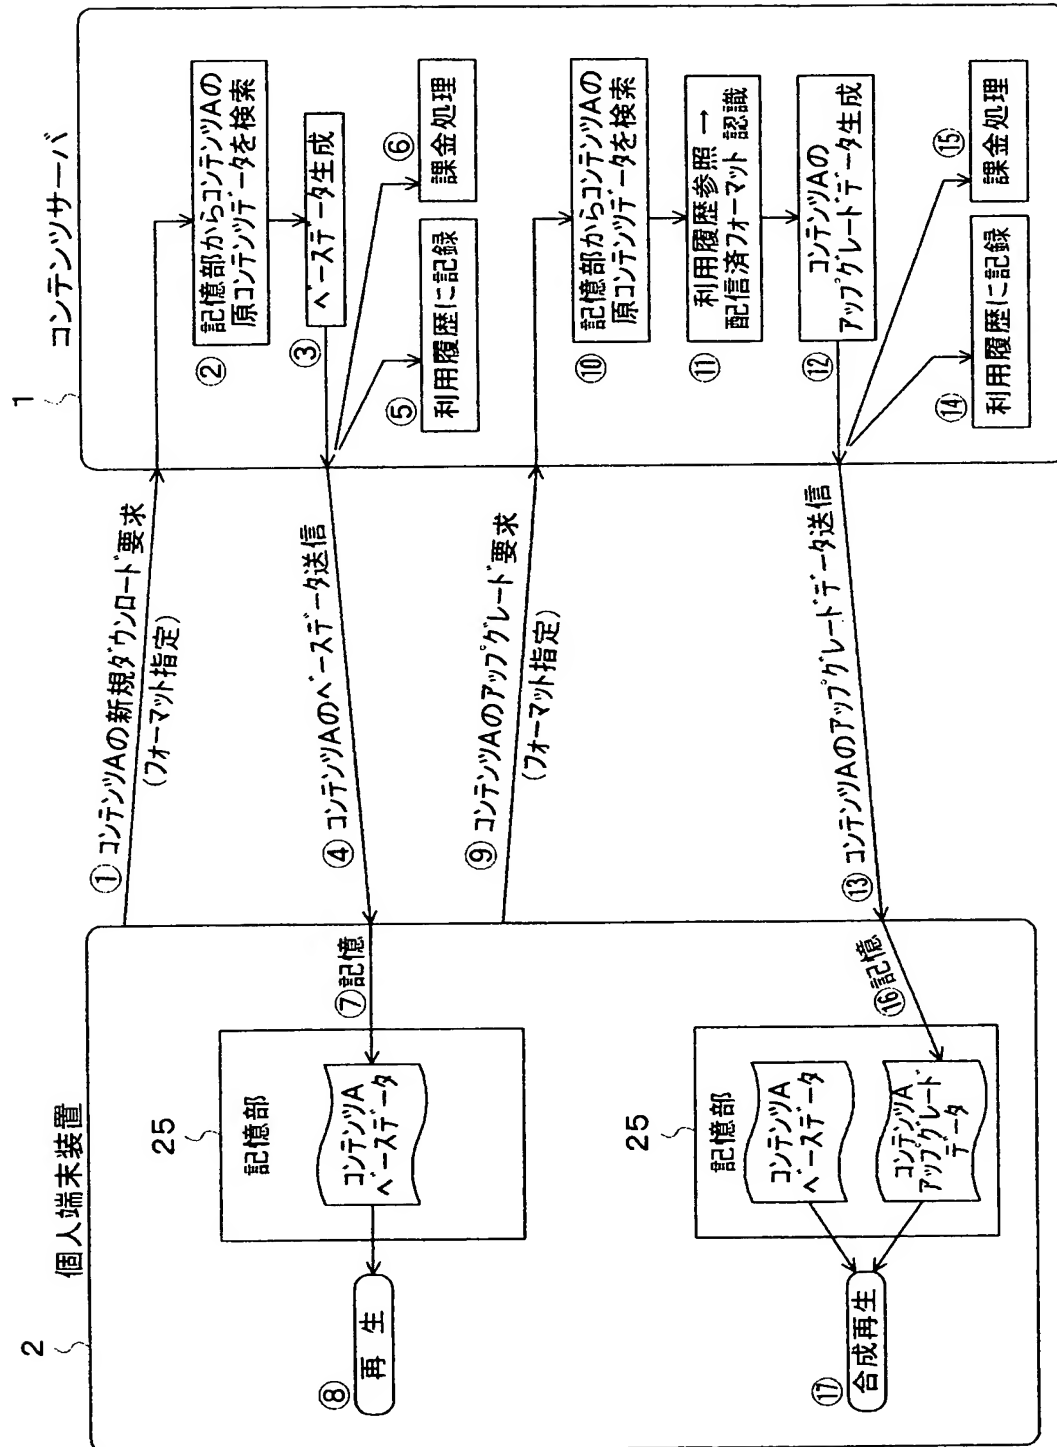 2
個人端末装置
1
コンテンツサーバ
① コンテンツAの新規ダウンロード要求
(フォーマット指定)
②
記憶部からコンテンツAの
原コンテンツデータを検索
③
ベースデータ生成
④ コンテンツAのベースデータ送信
⑤
利用履歴に記録
⑥
課金処理
⑦記憶
25
記憶部
コンテンツA
ベースデータ
⑧
再 生
⑨ コンテンツAのアップグレード要求
(フォーマット指定)
⑩
記憶部からコンテンツAの
原コンテンツデータを検索
⑪
利用履歴参照 →
配信済フォーマット 認識
⑫
コンテンツAの
アップグレードデータ生成
⑬ コンテンツAのアップグレードデータ送信
⑭
利用履歴に記録
⑮
課金処理
⑯記憶
25
記憶部
コンテンツA
ベースデータ
コンテンツA
アップグレード
データ
⑰
合成再生